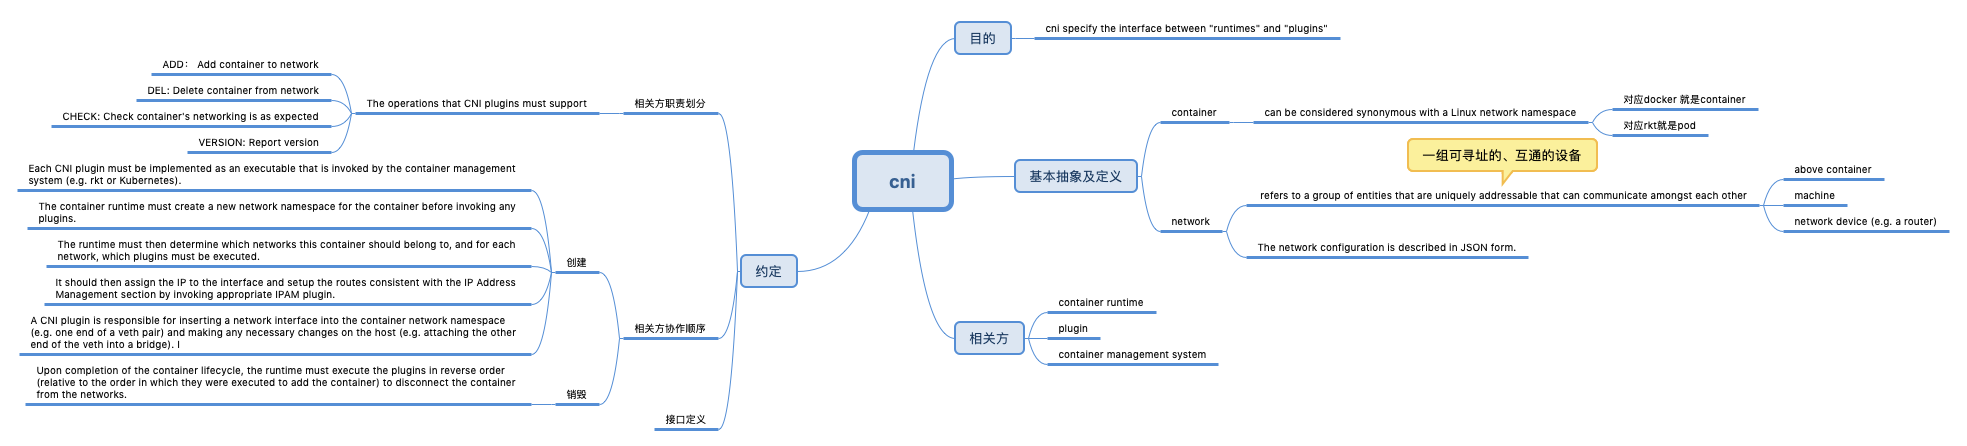 cni
目的
cni specify the interface between "runtimes" and "plugins"
基本抽象及定义
container
can be considered synonymous with a Linux network namespace
对应docker 就是container
对应rkt就是pod
network
一组可寻址的、互通的设备
refers to a group of entities that are uniquely addressable that can communicate amongst each other
above container
machine
network device (e.g. a router)
The network configuration is described in JSON form.
相关方
container runtime
plugin
container management system
约定
相关方职责划分
The operations that CNI plugins must support
ADD： Add container to network
DEL: Delete container from network
CHECK: Check container's networking is as expected
VERSION: Report version
相关方协作顺序
创建
Each CNI plugin must be implemented as an executable that is invoked by the container management
system (e.g. rkt or Kubernetes).
The container runtime must create a new network namespace for the container before invoking any
plugins.
The runtime must then determine which networks this container should belong to, and for each
network, which plugins must be executed.
It should then assign the IP to the interface and setup the routes consistent with the IP Address
Management section by invoking appropriate IPAM plugin.
A CNI plugin is responsible for inserting a network interface into the container network namespace
(e.g. one end of a veth pair) and making any necessary changes on the host (e.g. attaching the other
end of the veth into a bridge). I
销毁
Upon completion of the container lifecycle, the runtime must execute the plugins in reverse order
(relative to the order in which they were executed to add the container) to disconnect the container
from the networks.
接口定义